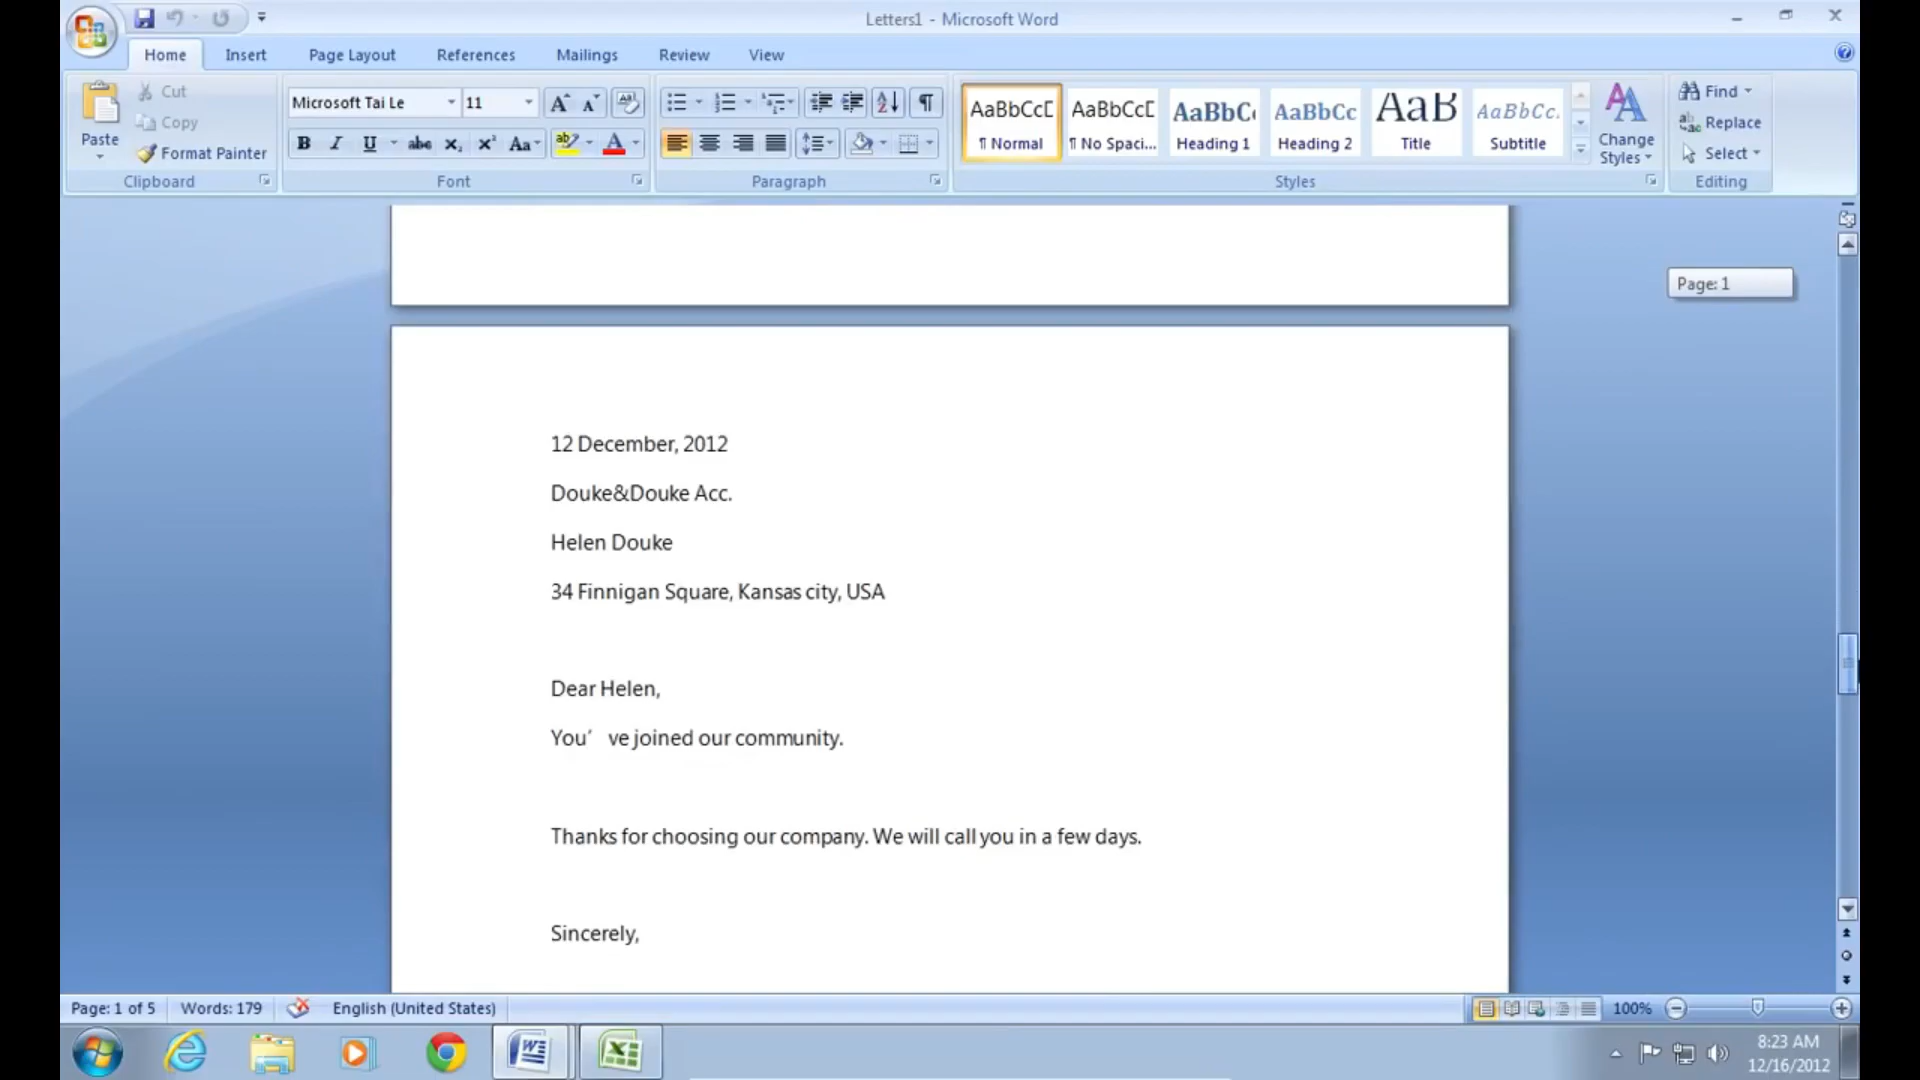 Letters1 - Microsoft Word
Home Insert Page Layout References Mailings Review View
Paste
Cut
Copy
Format Painter
Clipboard
Microsoft Tai Le 11
Font
Paragraph
AaBbCcD AaBbCcD AaBbCc AaBbCc AaB AaBbCc.
¶ Normal ¶ No Spaci... Heading 1 Heading 2 Title Subtitle
Change Styles
Styles
Find
Replace
Select
Editing
Page: 1
12 December, 2012
Douke&Douke Acc.
Helen Douke
34 Finnigan Square, Kansas city, USA
Dear Helen,
You’ ve joined our community.
Thanks for choosing our company. We will call you in a few days.
Sincerely,
Page: 1 of 5 Words: 179 English (United States) 100%
8:23 AM
12/16/2012